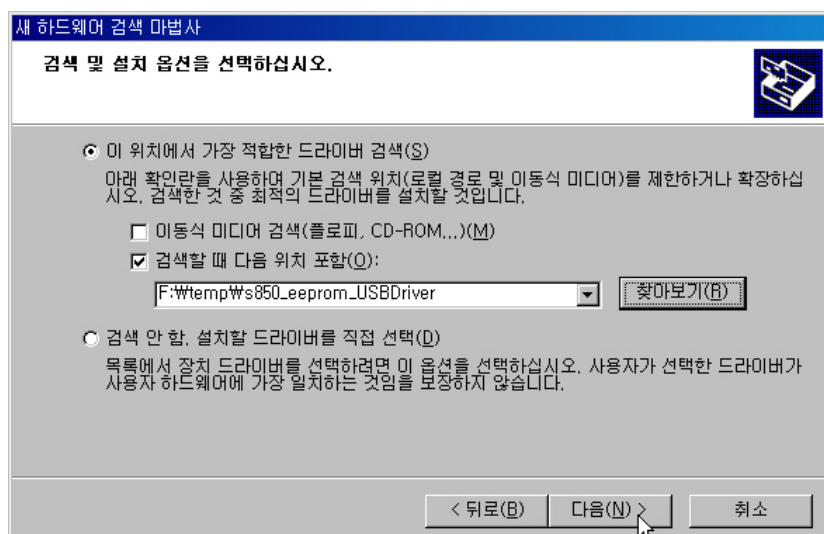 새 하드웨어 검색 마법사
검색 및 설치 옵션을 선택하십시오.
이 위치에서 가장 적합한 드라이버 검색(S)
아래 확인란을 사용하여 기본 검색 위치(로컬 경로 및 이동식 미디어)를 제한하거나 확장하십
시오. 검색한 것 중 최적의 드라이버를 설치할 것입니다.
이동식 미디어 검색(플로피, CD-ROM...)(M)
검색할 때 다음 위치 포함(O):
F:₩temp₩s850_eeprom_USBDriver
찾아보기(R)
검색 안 함. 설치할 드라이버를 직접 선택(D)
목록에서 장치 드라이버를 선택하려면 이 옵션을 선택하십시오. 사용자가 선택한 드라이버가
사용자 하드웨어에 가장 일치하는 것임을 보장하지 않습니다.
< 뒤로(B) 다음(N) > 취소